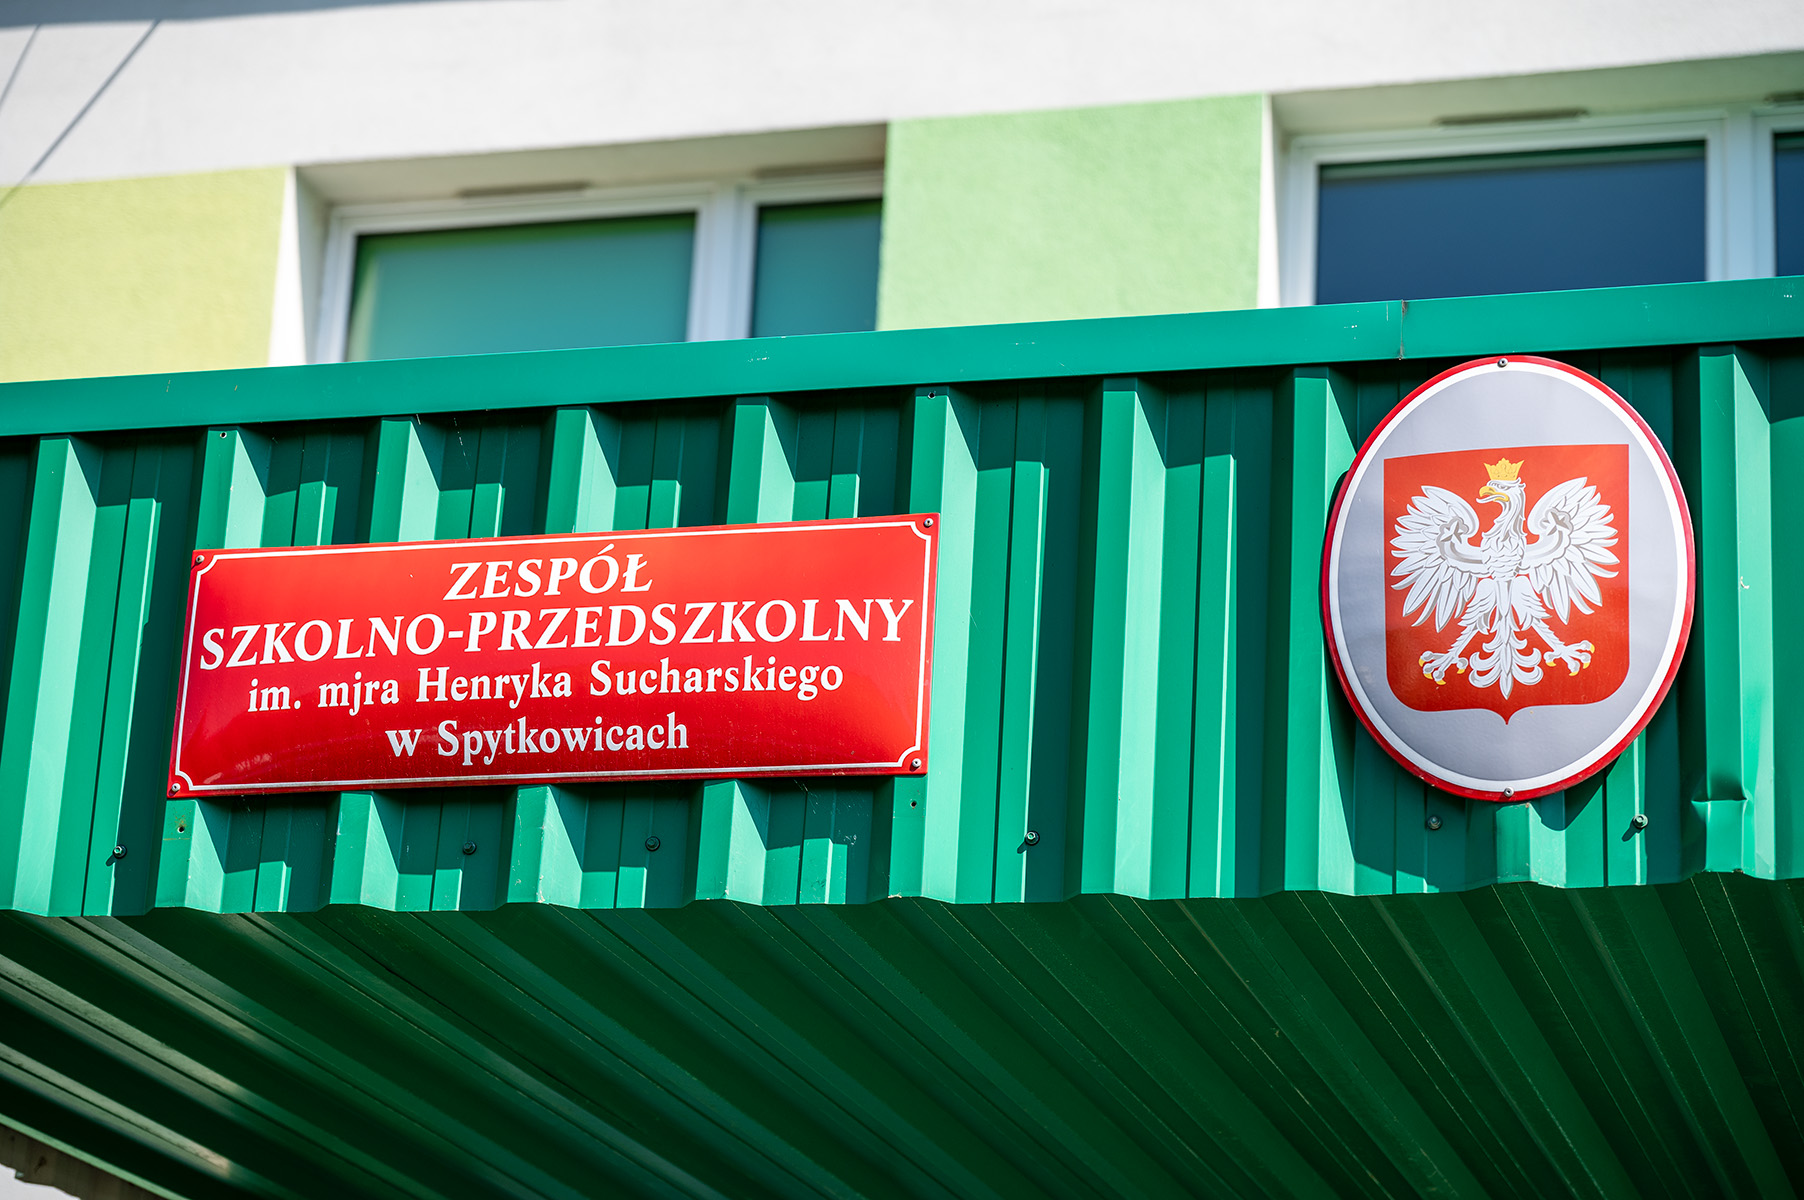 ZESPÓŁ
SZKOLNO-PRZEDSZKOLNY
im. mjra Henryka Sucharskiego
w Spytkowicach